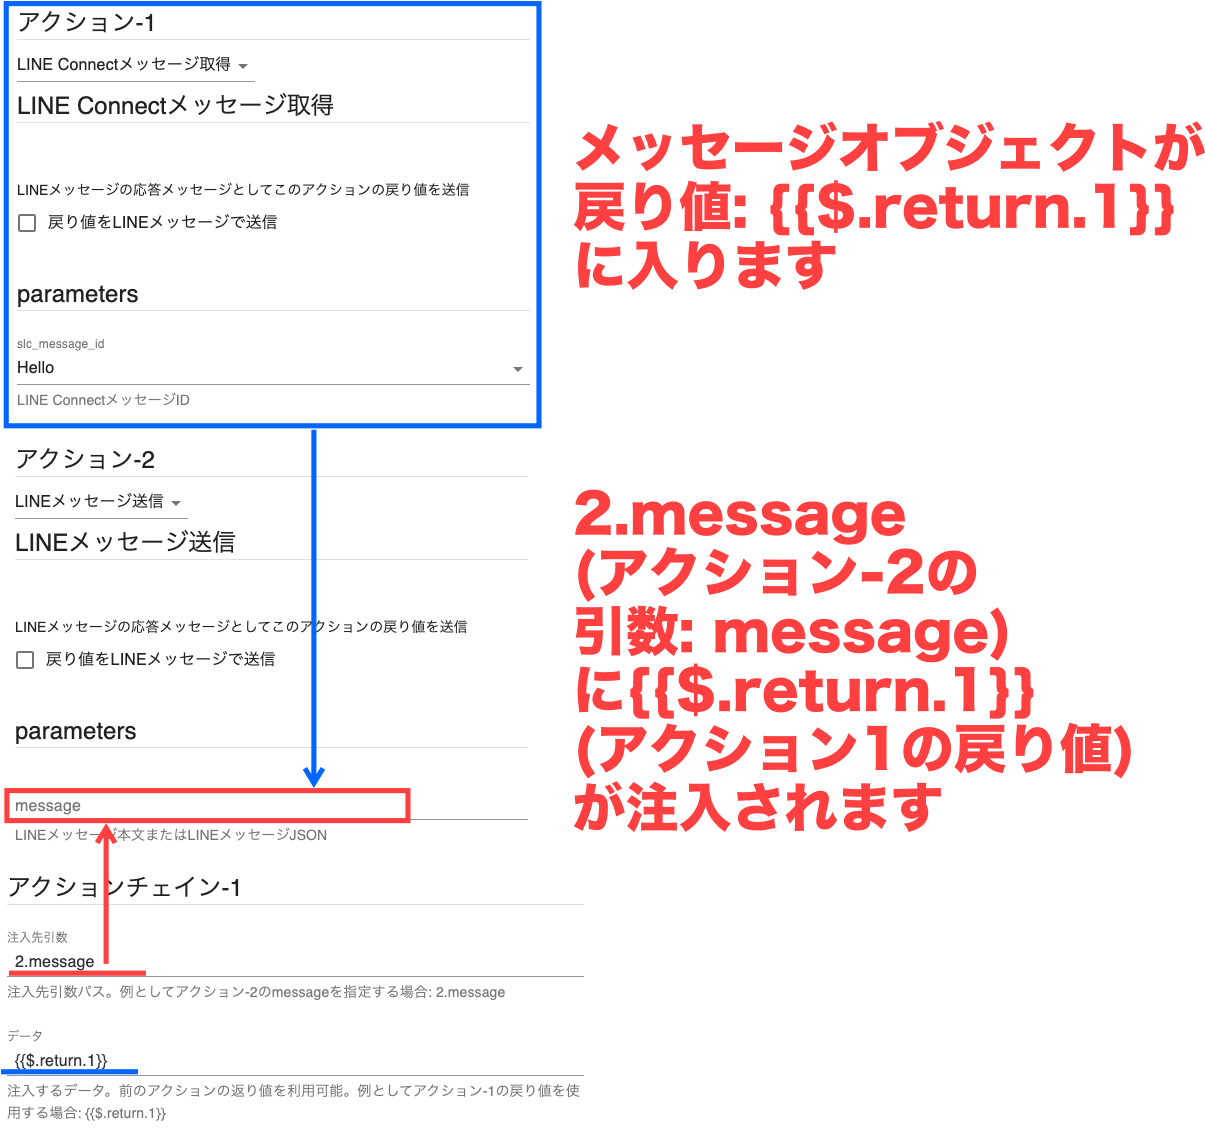 アクション-1
LINE Connectメッセージ取得
LINE Connectメッセージ取得
LINEメッセージの応答メッセージとしてこのアクションの戻り値を送信
戻り値をLINEメッセージで送信
parameters
slc_message_id
Hello
LINE ConnectメッセージID
メッセージオブジェクトが
戻り値: {{$.return.1}}
に入ります
アクション-2
LINEメッセージ送信
LINEメッセージ送信
LINEメッセージの応答メッセージとしてこのアクションの戻り値を送信
戻り値をLINEメッセージで送信
parameters
message
LINEメッセージ本文またはLINEメッセージJSON
2.message
(アクション-2の
引数: message)
に{{$.return.1}}
(アクション1の戻り値)
が注入されます
アクションチェイン-1
注入先引数
2.message
注入先引数パス。例としてアクション-2のmessageを指定する場合: 2.message
データ
{{$.return.1}}
注入するデータ。前のアクションの返り値を利用可能。例としてアクション-1の戻り値を使
用する場合: {{$.return.1}}